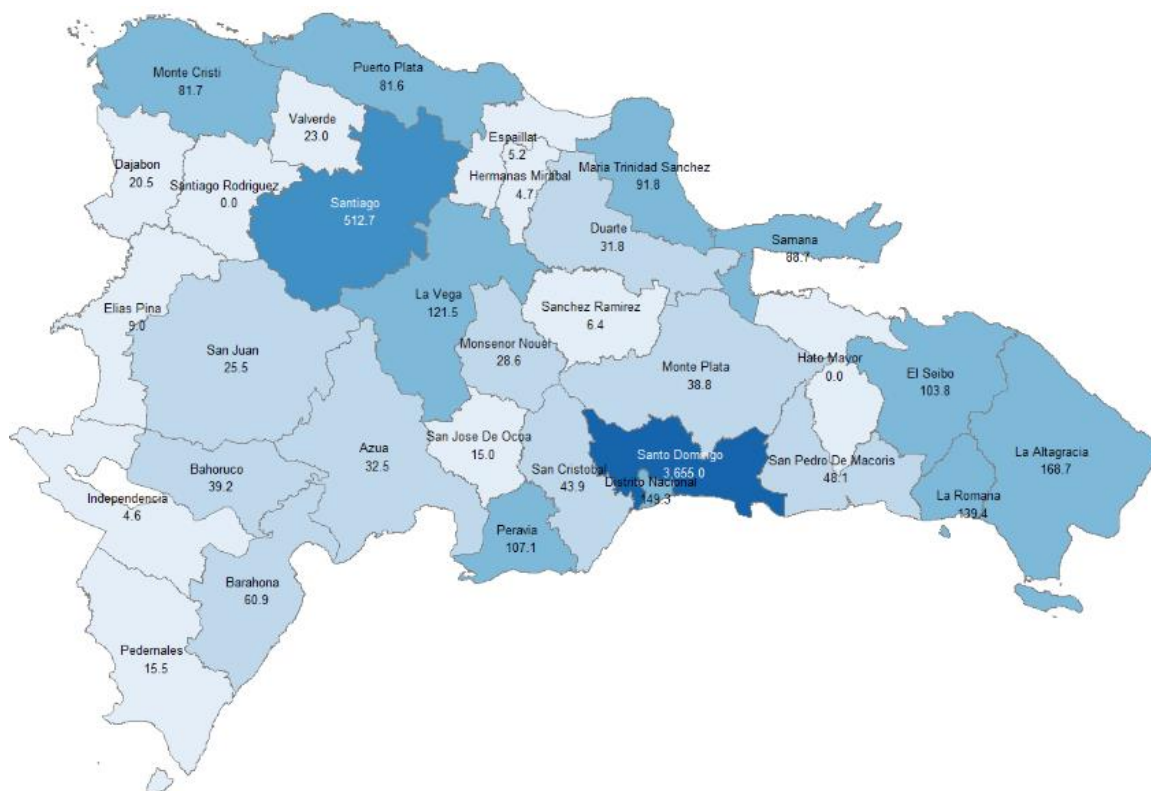 Monte Cristi
81.7
Puerto Plata
81.6
Valverde
23.0
Espaillat
5.2
Dajabon
20.5
Santiago Rodriguez
0.0
Hermanas Mirabal
4.7
Maria Trinidad Sanchez
91.8
Santiago
512.7
Duarte
31.8
Samana
88.7
La Vega
121.5
Elias Pina
9.0
Sanchez Ramirez
6.4
San Juan
25.5
Monsenor Nouel
28.6
Monte Plata
38.8
Hato Mayor
0.0
El Seibo
103.8
Azua
32.5
San Jose De Ocoa
15.0
La Altagracia
168.7
Bahoruco
39.2
San Cristobal
43.9
Santo Domingo
3,655.0
San Pedro De Macoris
48.1
Distrito Nacional
149.3
Independencia
4.6
La Romana
139.4
Peravia
107.1
Barahona
60.9
Pedernales
15.5